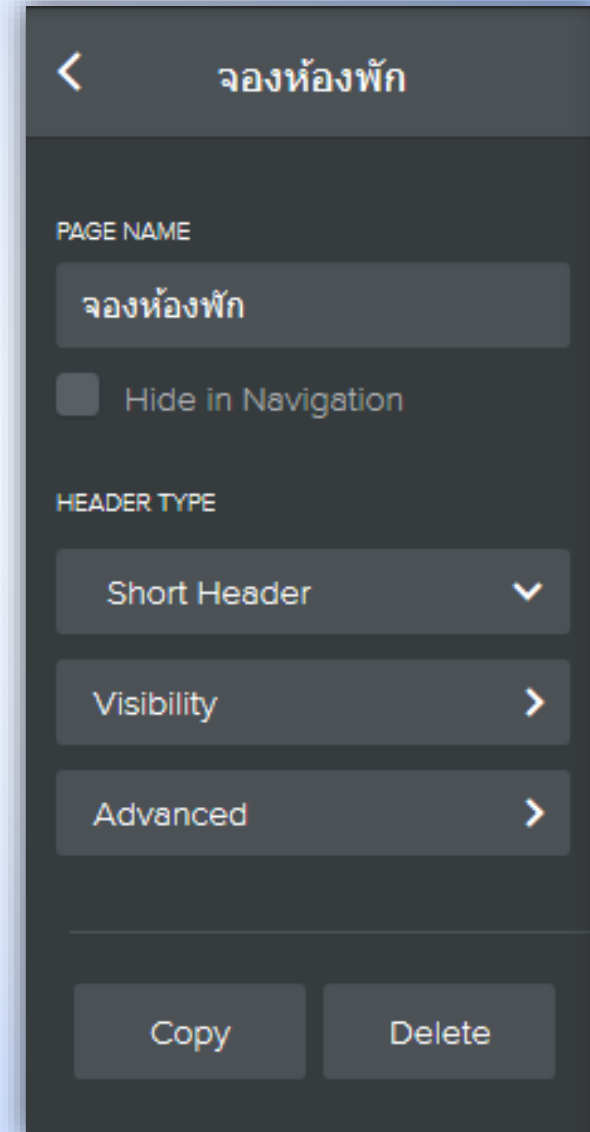 จองห้องพัก
PAGE NAME
จองห้องพัก
Hide in Navigation
HEADER TYPE
Short Header
Visibility
Advanced
Copy Delete